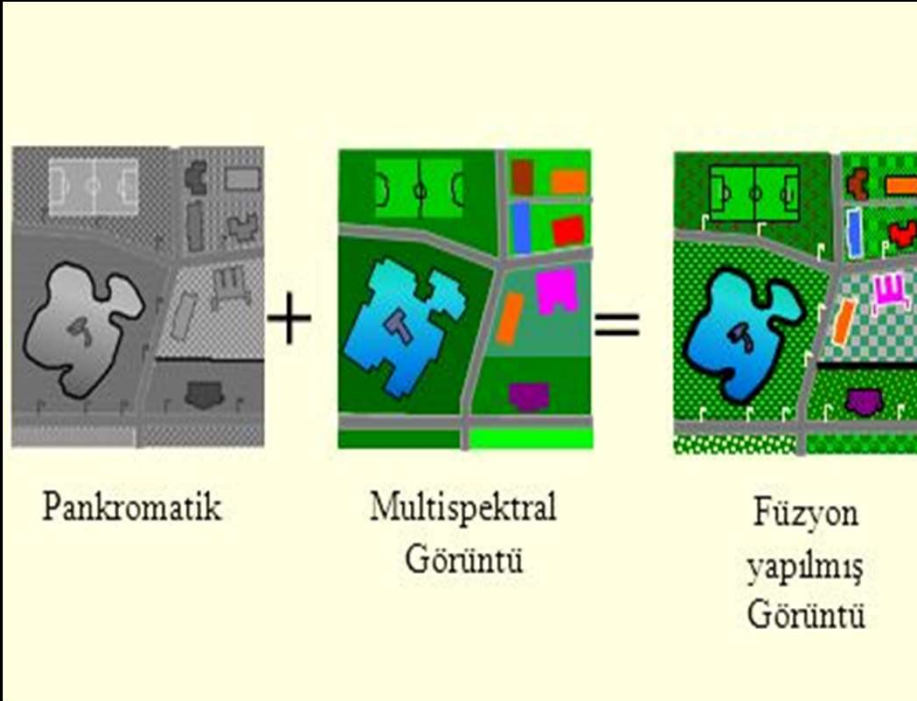 +
=
Pankromatik
Multispektral
Görüntü
Füzyon
yapılmış
Görüntü